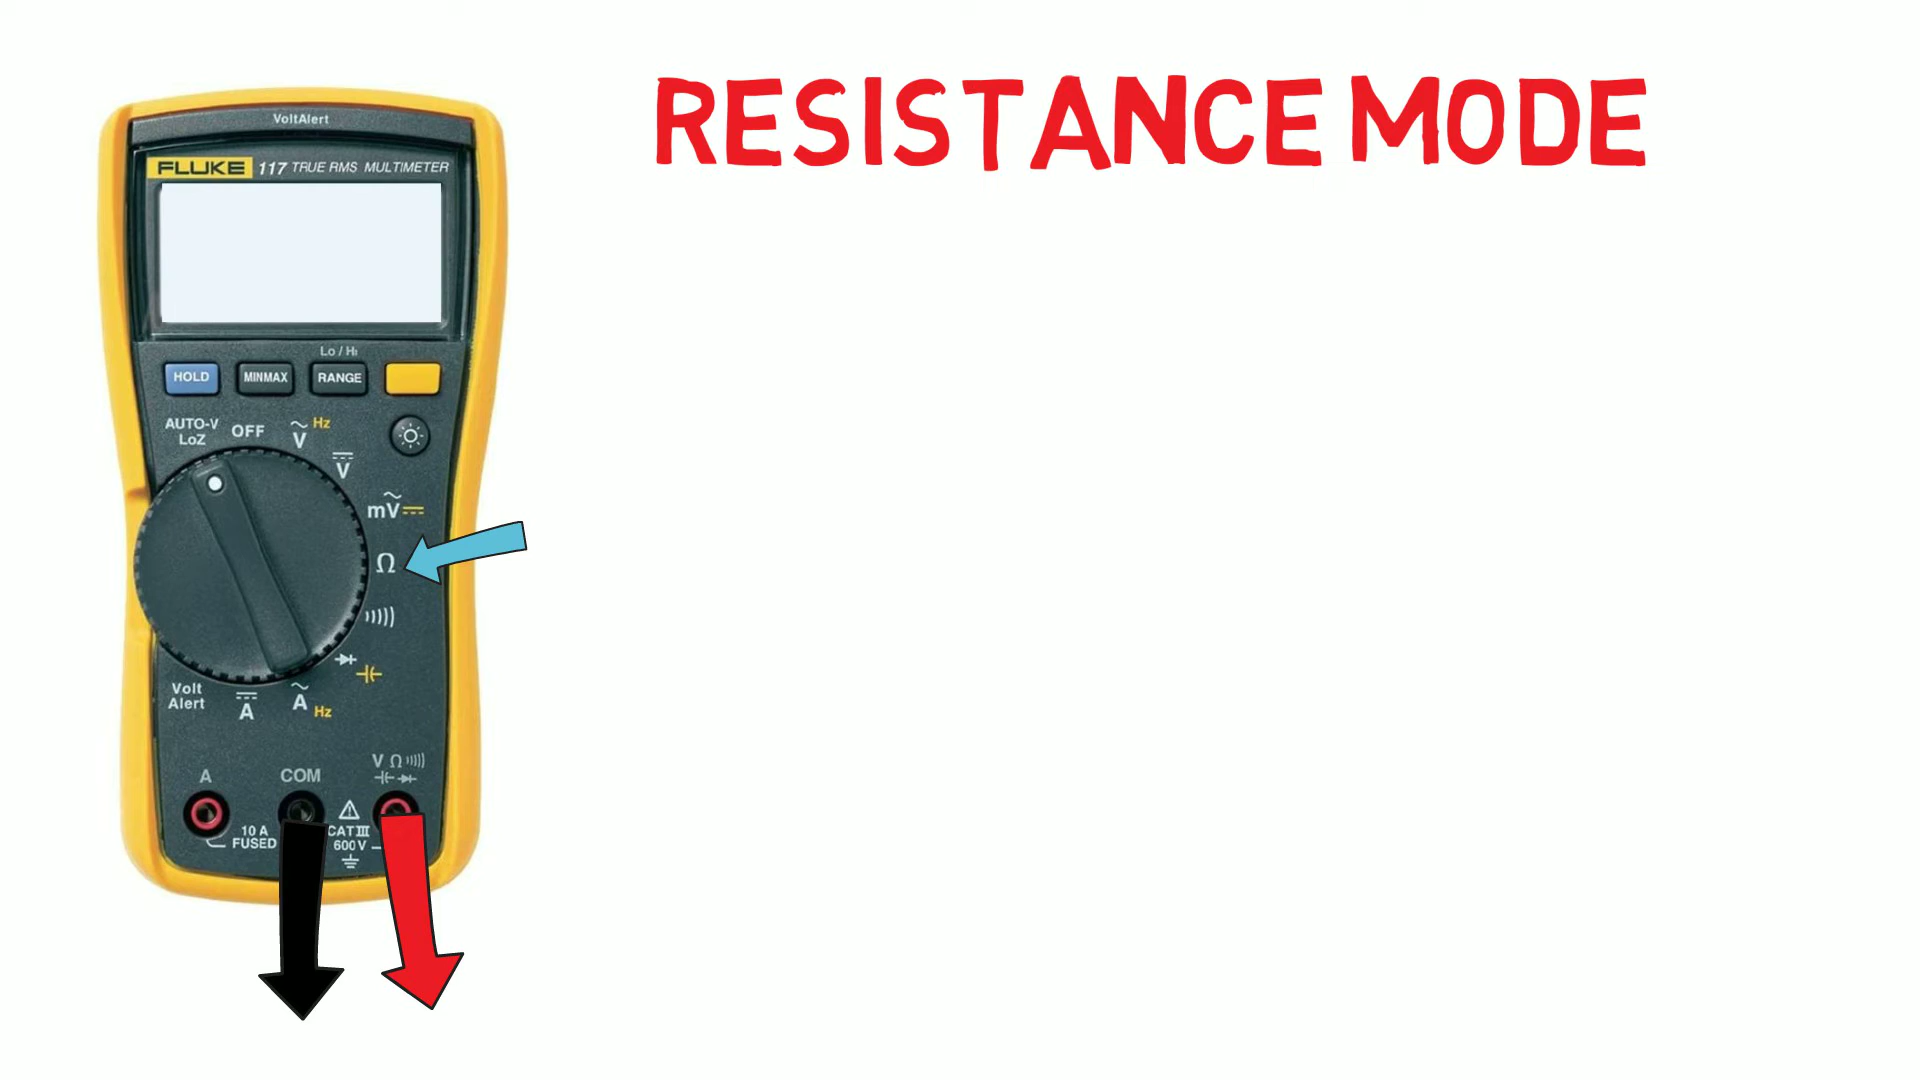 RESISTANCE MODE
VoltAlert
FLUKE 117 TRUE RMS MULTIMETER
Lo / Hi
HOLD MINMAX RANGE
AUTO-V LoZ
OFF
V Hz
V
mV
Ω
Volt Alert
A
A Hz
A COM V Ω
10 A FUSED
CAT III 600V